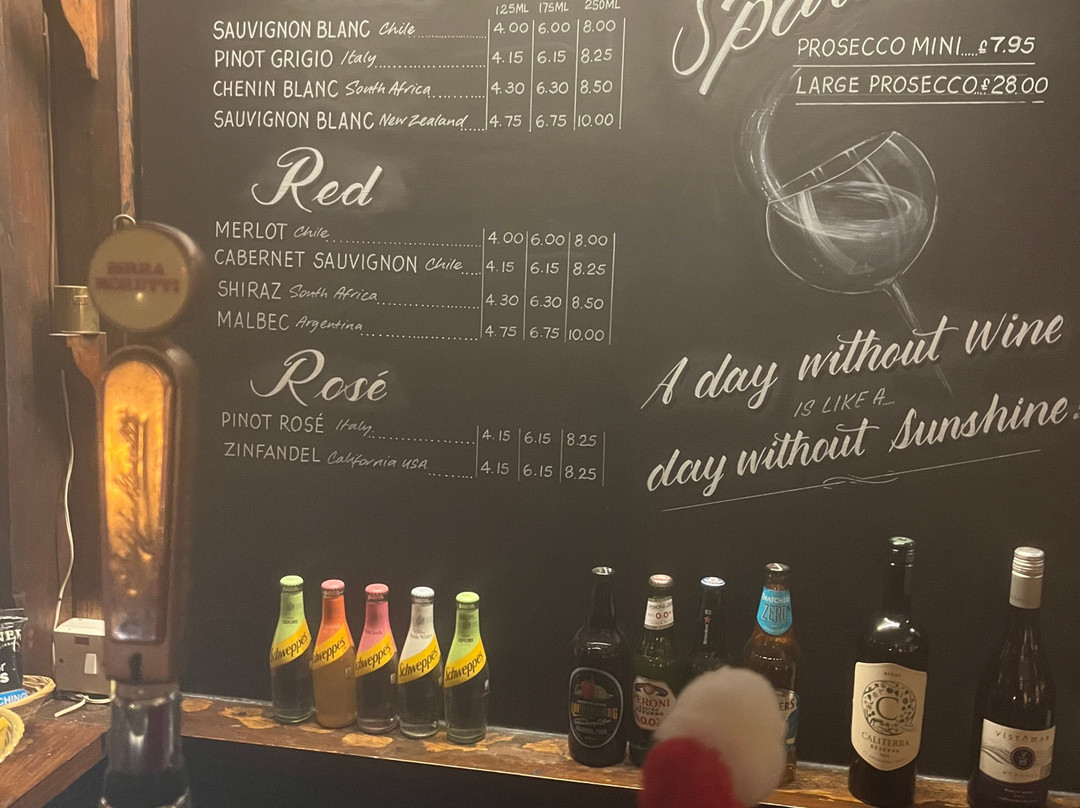 125ML 175ML 250ML
SAUVIGNON BLANC Chile 4.00 6.00 8.00
PINOT GRIGIO Italy 4.15 6.15 8.25
CHENIN BLANC South Africa 4.30 6.30 8.50
SAUVIGNON BLANC New Zealand 4.75 6.75 10.00
Red
MERLOT Chile 4.00 6.00 8.00
CABERNET SAUVIGNON Chile 4.15 6.15 8.25
SHIRAZ South Africa 4.30 6.30 8.50
MALBEC Argentina 4.75 6.75 10.00
Rosé
PINOT ROSÉ Italy 4.15 6.15 8.25
ZINFANDEL California USA 4.15 6.15 8.25
PROSECCO MINI.....£7.95
LARGE PROSECCO..£28.00
A day without Wine
IS LIKE A....
day without Sunshine.
BIRRA
MORETTI
Schweppes
Schweppes
Schweppes
Schweppes
Schweppes
PERONI
0.0%
ZERO
C
CALITERRA
RESERVA
VISTAMAR